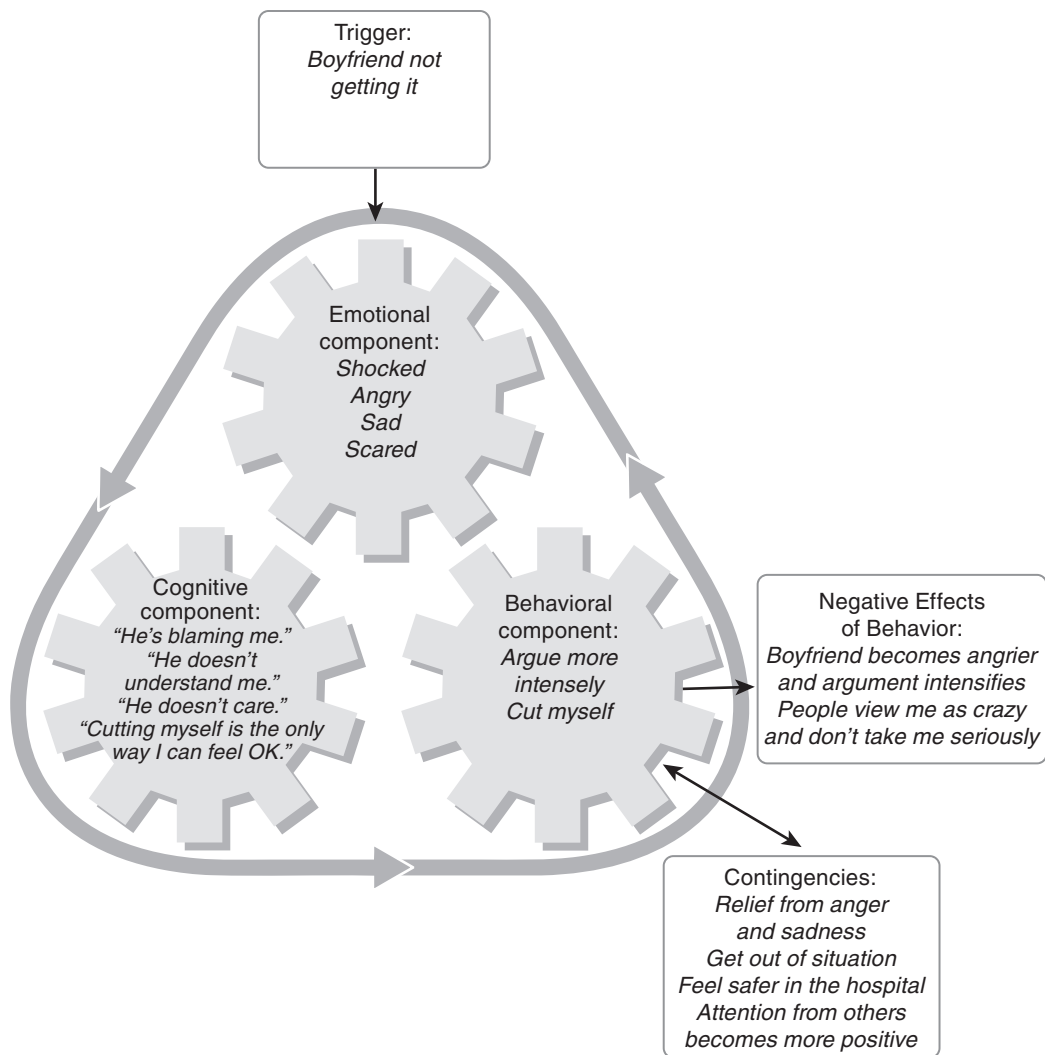 Trigger:
Boyfriend not
getting it
Emotional
component:
Shocked
Angry
Sad
Scared
Cognitive
component:
“He’s blaming me.”
“He doesn’t
understand me.”
“He doesn’t care.”
“Cutting myself is the only
way I can feel OK.”
Behavioral
component:
Argue more
intensely
Cut myself
Negative Effects
of Behavior:
Boyfriend becomes angrier
and argument intensifies
People view me as crazy
and don’t take me seriously
Contingencies:
Relief from anger
and sadness
Get out of situation
Feel safer in the hospital
Attention from others
becomes more positive